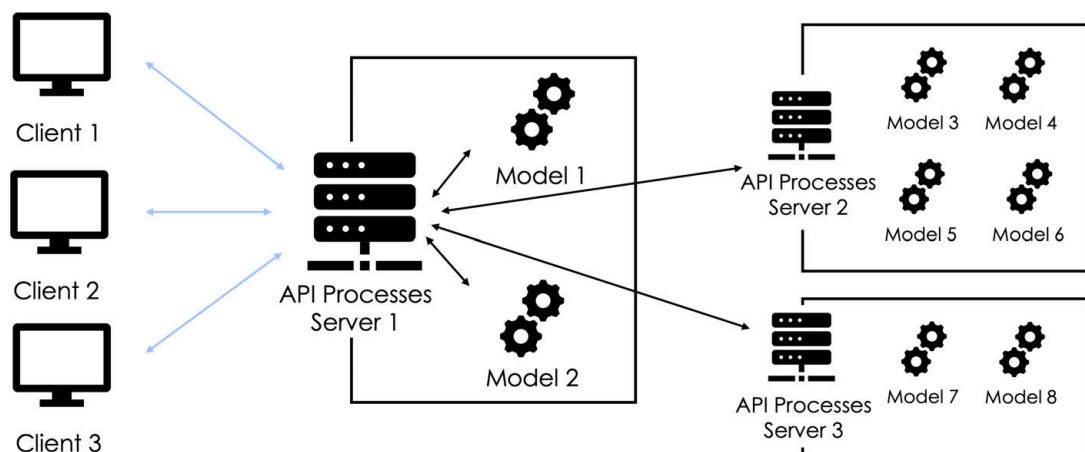 Client 1
Client 2
Client 3
API Processes
Server 1
Model 1
Model 2
API Processes
Server 2
Model 3
Model 4
Model 5
Model 6
API Processes
Server 3
Model 7
Model 8